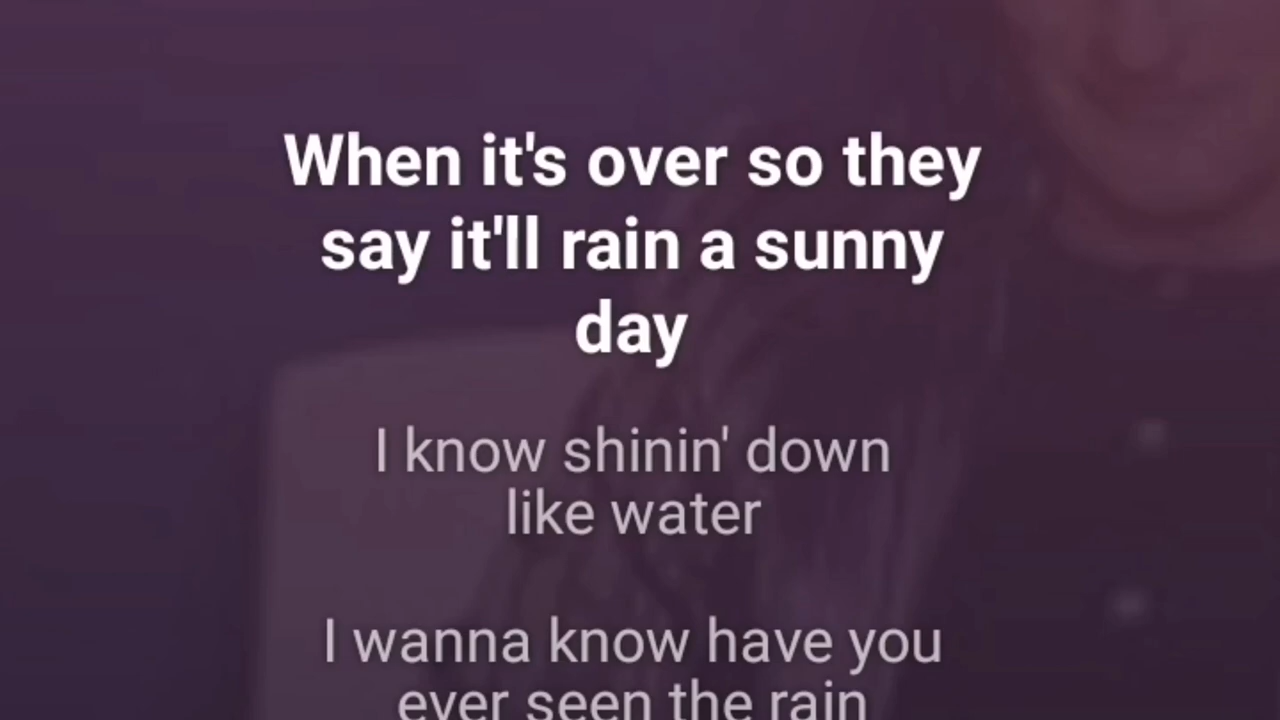 When it's over so they
say it'll rain a sunny
day
I know shinin' down
like water
I wanna know have you
ever seen the rain